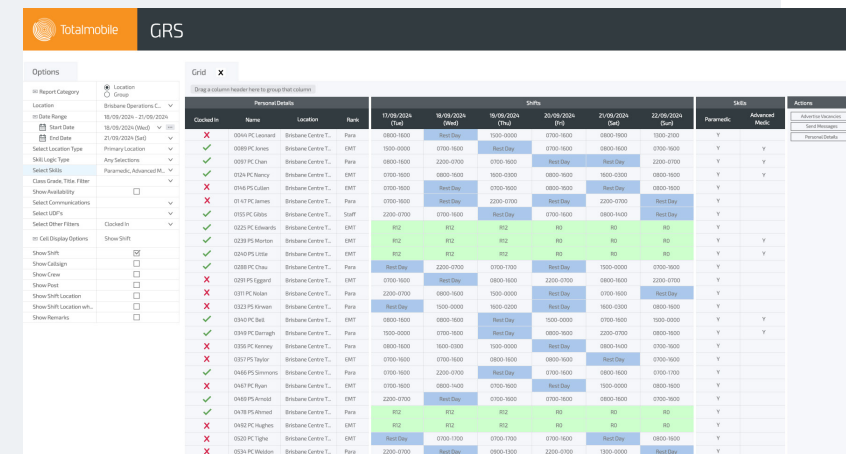 Totalmobile GRS
Options
Report Category Location
Group
Location Brisbane Operations C...
Date Range 18/09/2024 - 21/09/2024
Start Date 18/09/2024 (Wed)
End Date 21/09/2024 (Sat)
Select Location Type Primary Location
Skill Logic Type Any Selections
Select Skills Paramedic, Advanced M...
Class Grade, Title, Filter
Show Availability
Select Communications
Select UDF's
Select Other Filters Clocked In
Cell Display Options Show Shift
Show Shift
Show Callsign
Show Crew
Show Post
Show Shift Location
Show Shift Location wh...
Show Remarks
Grid X
Drag a column header here to group that column
Personal Details Shifts Skills
Clocked In Name Location Rank 17/09/2024 (Tue) 18/09/2024 (Wed) 19/09/2024 (Thu) 20/09/2024 (Fri) 21/09/2024 (Sat) 22/09/2024 (Sun) Paramedic Advanced Medic
0044 PC Leonard Brisbane Centre T... Para 0800-1600 Rest Day 1500-0000 0700-1600 0800-1900 1300-2100 Y
0089 PC Jones Brisbane Centre T... EMT 1500-0000 0700-1600 Rest Day 0700-1600 0800-1600 0700-1600 Y Y
0097 PC Chan Brisbane Centre T... Para 0800-1600 2200-0700 0700-1600 Rest Day Rest Day 2200-0700 Y
0124 PC Nancy Brisbane Centre T... EMT 0700-1600 0800-1600 1600-0300 0800-1600 1600-0300 0800-1600 Y Y
0146 PS Cullen Brisbane Centre T... EMT 0700-1600 Rest Day 0700-1600 0800-1600 Rest Day 0800-1600 Y
01 47 PC James Brisbane Centre T... Para 0700-1600 Rest Day 2200-0700 Rest Day 2200-0700 Rest Day Y
0155 PC Gibbs Brisbane Centre T... Staff 2200-0700 0700-1600 Rest Day 0700-1600 0800-1400 Rest Day Y
0225 PC Edwards Brisbane Centre T... EMT R12 R12 R12 R0 R0 R0 Y
0239 PS Morton Brisbane Centre T... EMT R12 R12 R12 R0 R0 R0 Y Y
0240 PS Little Brisbane Centre T... EMT R12 R12 R12 R0 R0 R0 Y Y
0288 PC Chau Brisbane Centre T... Para Rest Day 2200-0700 0700-1700 Rest Day 1500-0000 0700-1600 Y
0291 PS Eggard Brisbane Centre T... EMT 0700-1600 Rest Day 0800-1600 2200-0700 0800-1600 2200-0700 Y
0311 PC Nolan Brisbane Centre T... Para 2200-0700 0800-1600 1500-0000 Rest Day 0700-1600 Rest Day Y
0323 PS Kirwan Brisbane Centre T... Para Rest Day 1500-0000 1600-0200 Rest Day 1600-0300 0800-1600 Y
0340 PC Bell Brisbane Centre T... EMT 0800-1600 0800-1600 Rest Day 1500-0000 0700-1600 1500-0000 Y Y
0349 PC Darragh Brisbane Centre T... Para 1500-0000 0700-1600 Rest Day 0800-1600 2200-0700 0800-1600 Y Y
0356 PC Kenney Brisbane Centre T... Para 0800-1600 1600-0300 1500-0000 Rest Day 0800-1400 0700-1600 Y
0357 PS Taylor Brisbane Centre T... EMT 0700-1600 0700-1600 0800-1600 0800-1600 Rest Day 0700-1600 Y
0466 PS Simmons Brisbane Centre T... Para 0700-1600 2200-0700 Rest Day 0700-1600 0800-1600 0700-1700 Y
0467 PC Ryan Brisbane Centre T... EMT 0700-1600 0800-1400 0700-1600 Rest Day 1500-0000 0800-1600 Y
0469 PS Arnold Brisbane Centre T... EMT 2200-0700 Rest Day 0700-1600 0700-1600 0800-1600 0700-1600 Y
0478 PS Ahmed Brisbane Centre T... Para R12 R12 R12 R0 R0 R0 Y
0492 PC Hughes Brisbane Centre T... EMT R12 R12 R12 R0 R0 R0 Y
0520 PC Tighe Brisbane Centre T... EMT Rest Day 0700-1700 0700-1700 0700-1600 Rest Day 0800-1600 Y
0534 PC Weldon Brisbane Centre T... Para 2200-0700 Rest Day 0900-1300 2200-0700 1300-0000 Rest Day Y
Actions
Advertise Vacancies
Send Messages
Personal Details